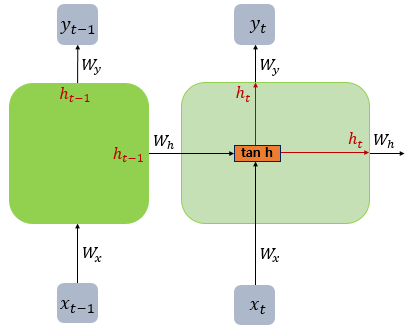 y_{t-1} y_t
W_y W_y
h_{t-1} h_t
W_h h_t W_h
h_{t-1} tan h
W_x W_x
x_{t-1} x_t